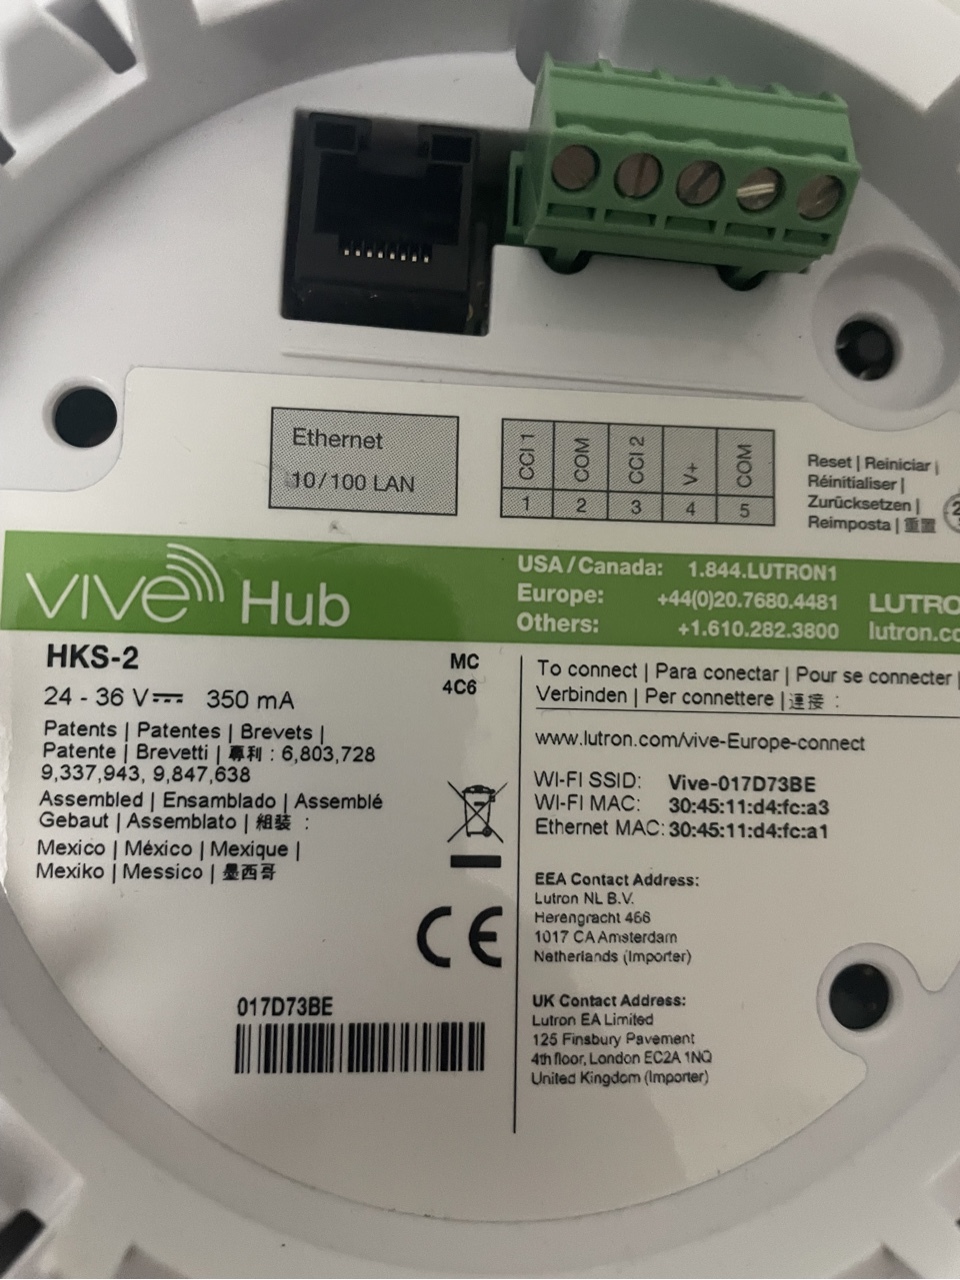 Ethernet
10/100 LAN
CCI 1 COM CCI 2 V+ COM
1 2 3 4 5
Reset | Reiniciar |
Réinitialiser |
Zurücksetzen |
Reimposta | 重置
vive Hub
USA/Canada: 1.844.LUTRON1
Europe: +44(0)20.7680.4481
Others: +1.610.282.3800
LUTRO
lutron.co
HKS-2
MC
4C6
24 - 36 V⎓ 350 mA
Patents | Patentes | Brevets |
Patente | Brevetti | 專利 : 6,803,728
9,337,943, 9,847,638
Assembled | Ensamblado | Assemblé
Gebaut | Assemblato | 組裝 :
Mexico | México | Mexique |
Mexiko | Messico | 墨西哥
CE
017D73BE
To connect | Para conectar | Pour se connecter |
Verbinden | Per connettere | 連接 :
www.lutron.com/vive-Europe-connect
WI-FI SSID: Vive-017D73BE
WI-FI MAC: 30:45:11:d4:fc:a3
Ethernet MAC: 30:45:11:d4:fc:a1
EEA Contact Address:
Lutron NL B.V.
Herengracht 466
1017 CA Amsterdam
Netherlands (Importer)
UK Contact Address:
Lutron EA Limited
125 Finsbury Pavement
4th floor, London EC2A 1NQ
United Kingdom (Importer)